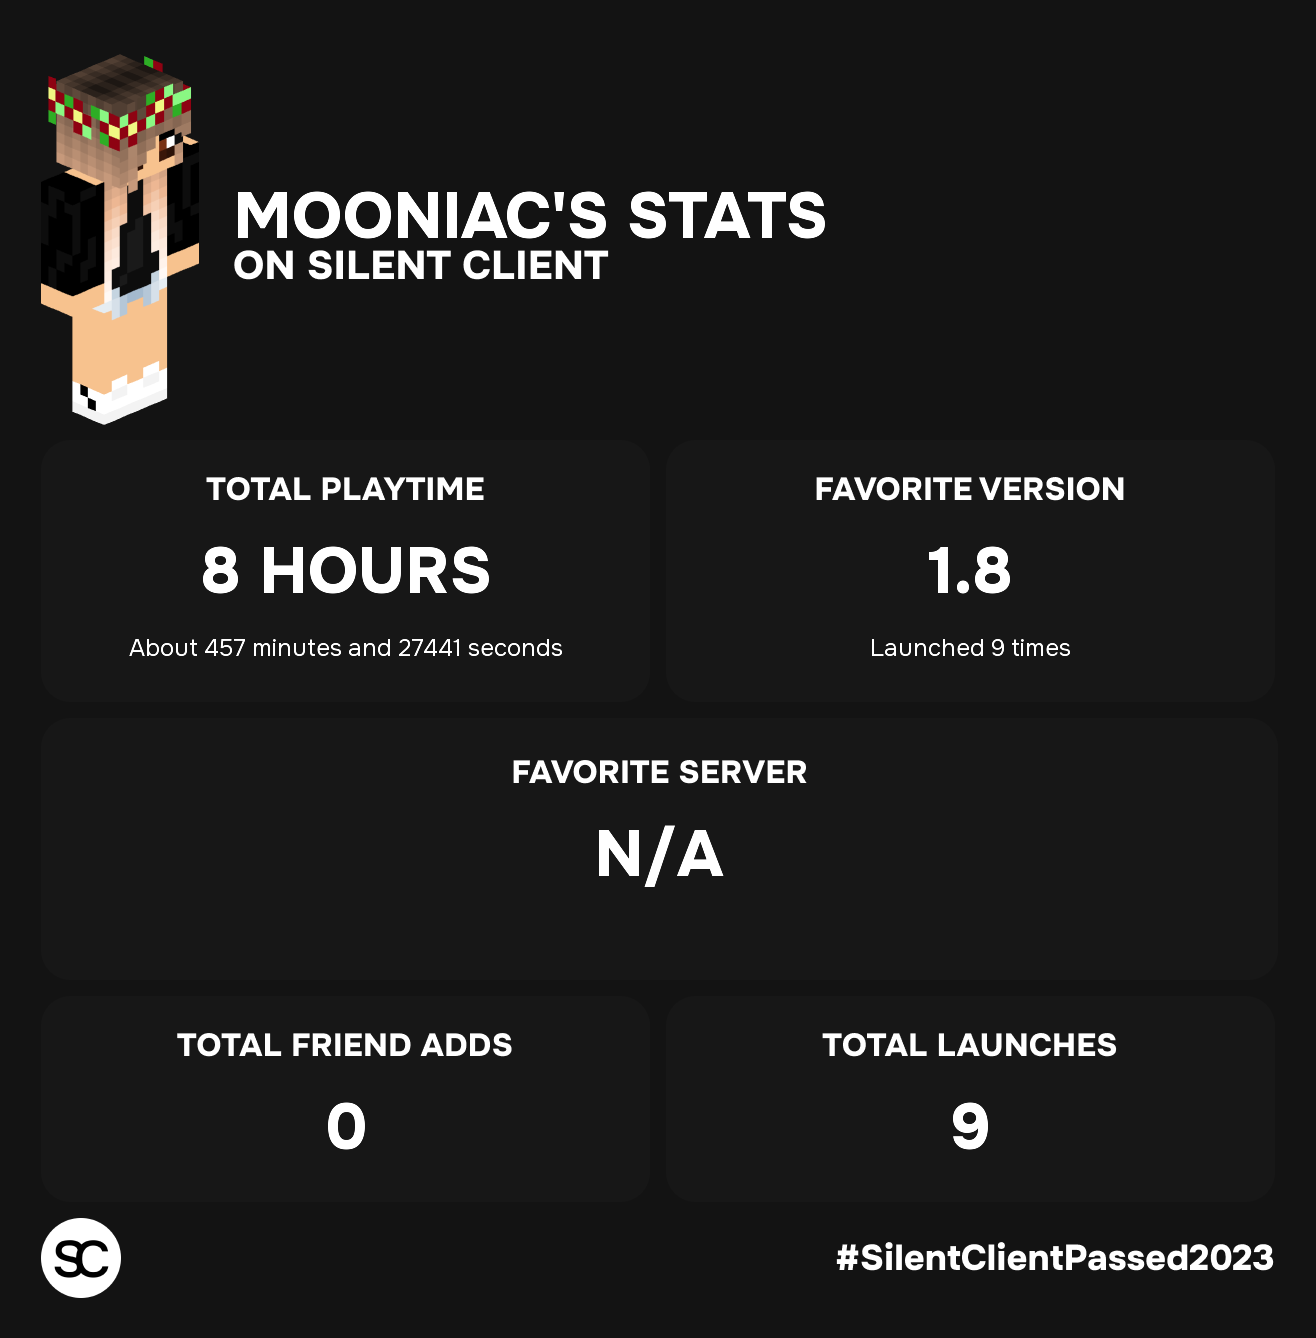 MOONIAC'S STATS
ON SILENT CLIENT
TOTAL PLAYTIME
8 HOURS
About 457 minutes and 27441 seconds
FAVORITE VERSION
1.8
Launched 9 times
FAVORITE SERVER
N/A
TOTAL FRIEND ADDS
0
TOTAL LAUNCHES
9
SC
#SilentClientPassed2023